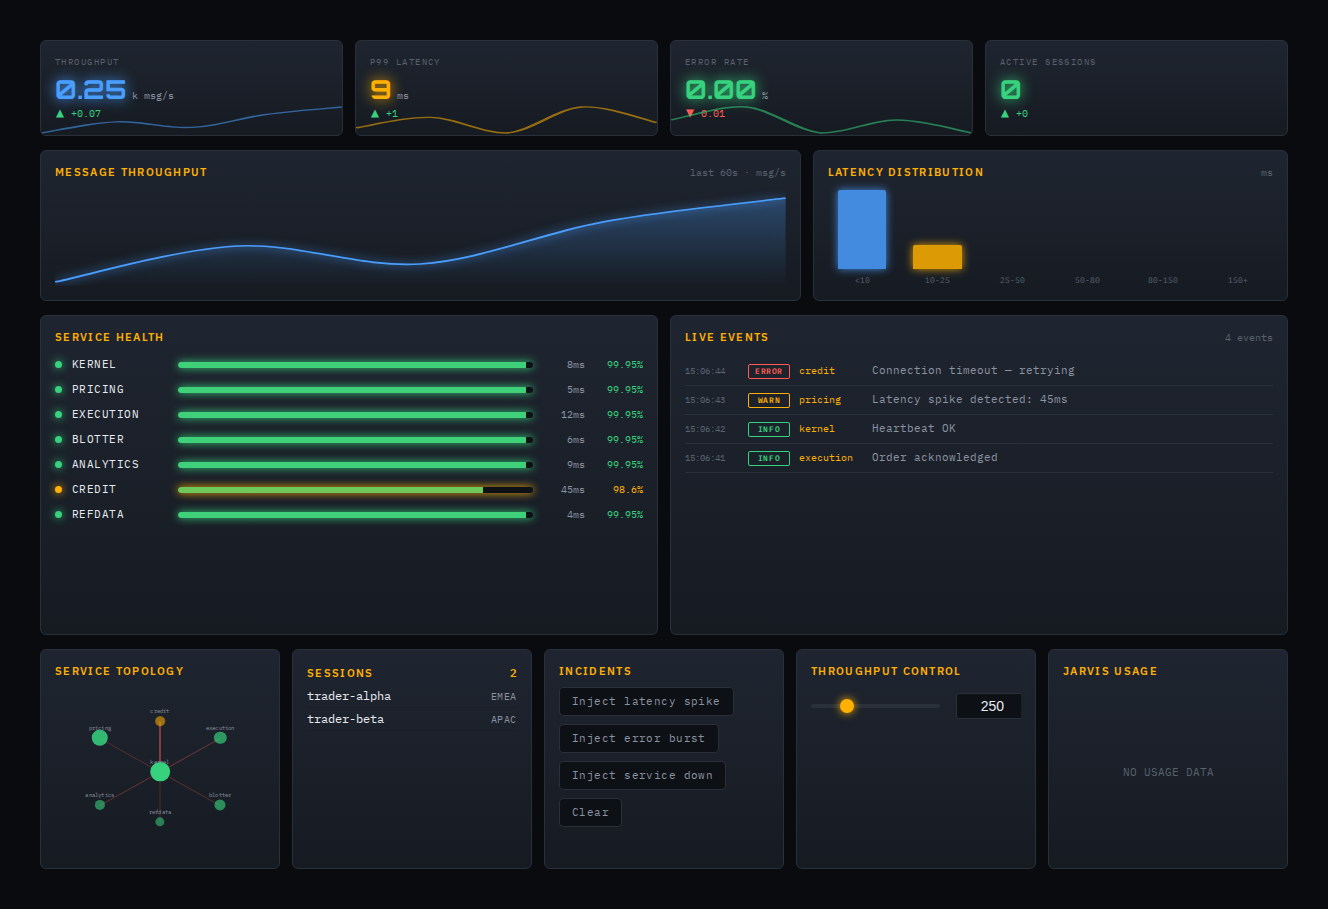 THROUGHPUT
0.25 k msg/s
▲ +0.07
P99 LATENCY
9 ms
▲ +1
ERROR RATE
0.00 %
▼ 0.01
ACTIVE SESSIONS
0
▲ +0
MESSAGE THROUGHPUT
last 60s · msg/s
LATENCY DISTRIBUTION
ms
<10 10-25 25-50 50-80 80-150 150+
SERVICE HEALTH
KERNEL 8ms 99.95%
PRICING 5ms 99.95%
EXECUTION 12ms 99.95%
BLOTTER 6ms 99.95%
ANALYTICS 9ms 99.95%
CREDIT 45ms 98.6%
REFDATA 4ms 99.95%
LIVE EVENTS
4 events
15:06:44 ERROR credit Connection timeout — retrying
15:06:43 WARN pricing Latency spike detected: 45ms
15:06:42 INFO kernel Heartbeat OK
15:06:41 INFO execution Order acknowledged
SERVICE TOPOLOGY
credit
pricing
execution
kernel
analytics
blotter
refdata
SESSIONS 2
trader-alpha EMEA
trader-beta APAC
INCIDENTS
Inject latency spike
Inject error burst
Inject service down
Clear
THROUGHPUT CONTROL
250
JARVIS USAGE
NO USAGE DATA